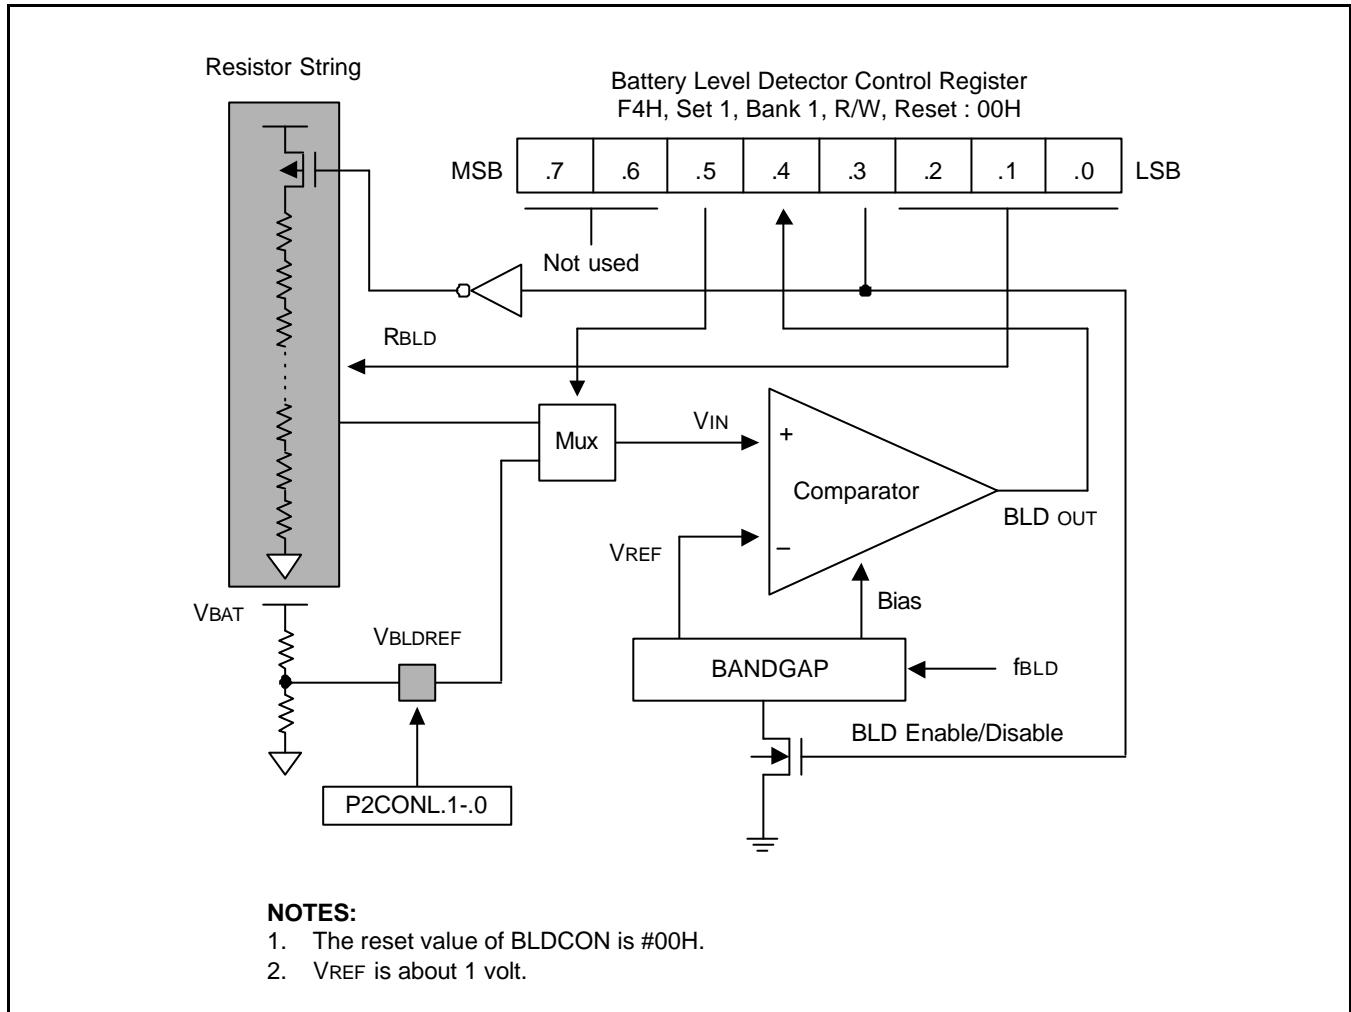 Resistor String
Battery Level Detector Control Register
F4H, Set 1, Bank 1, R/W, Reset : 00H
MSB .7 .6 .5 .4 .3 .2 .1 .0 LSB
Not used
RBLD
Mux
VIN
+
Comparator
BLD OUT
VREF
–
Bias
VBAT
VBLDREF
BANDGAP
fBLD
BLD Enable/Disable
P2CONL.1-.0
NOTES:
1. The reset value of BLDCON is #00H.
2. VREF is about 1 volt.